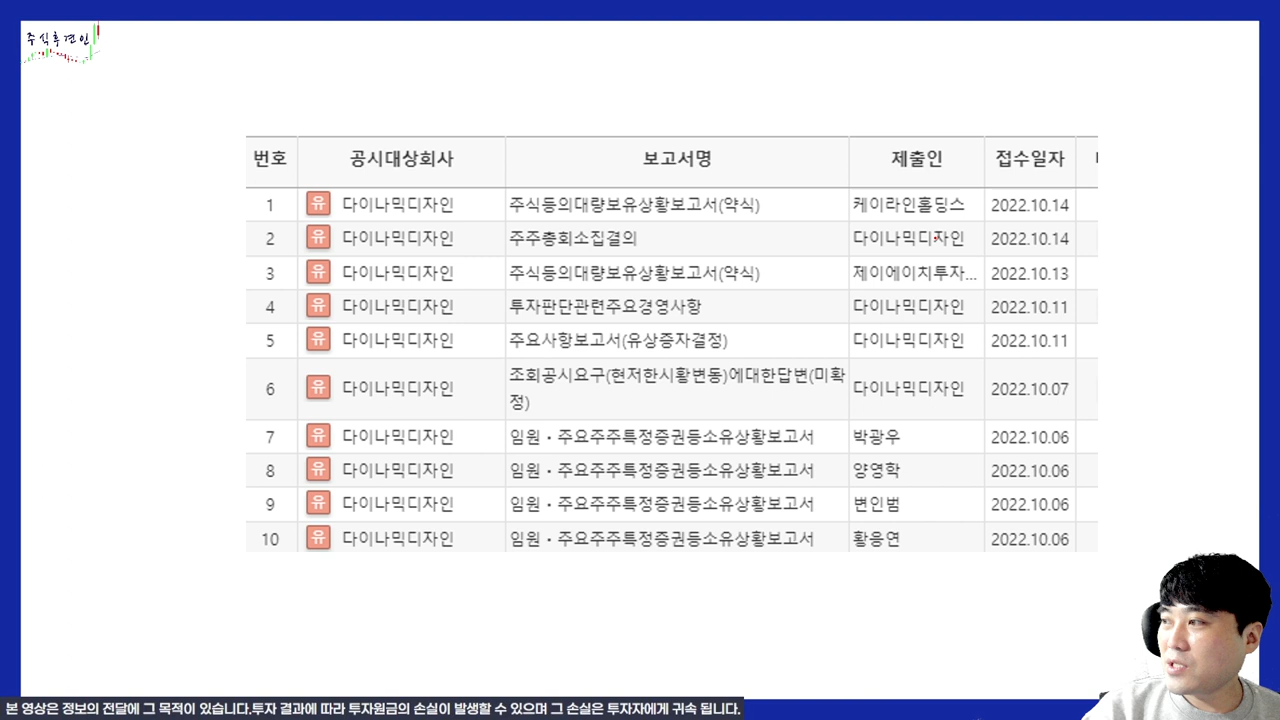 주식후견인
번호 공시대상회사 보고서명 제출인 접수일자
1 유 다이나믹디자인 주식등의대량보유상황보고서(약식) 케이라인홀딩스 2022.10.14
2 유 다이나믹디자인 주주총회소집결의 다이나믹디자인 2022.10.14
3 유 다이나믹디자인 주식등의대량보유상황보고서(약식) 제이에이치투자... 2022.10.13
4 유 다이나믹디자인 투자판단관련주요경영사항 다이나믹디자인 2022.10.11
5 유 다이나믹디자인 주요사항보고서(유상증자결정) 다이나믹디자인 2022.10.11
6 유 다이나믹디자인 조회공시요구(현저한시황변동)에대한답변(미확 다이나믹디자인 2022.10.07
정)
7 유 다이나믹디자인 임원・주요주주특정증권등소유상황보고서 박광우 2022.10.06
8 유 다이나믹디자인 임원・주요주주특정증권등소유상황보고서 양영학 2022.10.06
9 유 다이나믹디자인 임원・주요주주특정증권등소유상황보고서 변인범 2022.10.06
10 유 다이나믹디자인 임원・주요주주특정증권등소유상황보고서 황응연 2022.10.06
본 영상은 정보의 전달에 그 목적이 있습니다.투자 결과에 따라 투자원금의 손실이 발생할 수 있으며 그 손실은 투자자에게 귀속 됩니다.